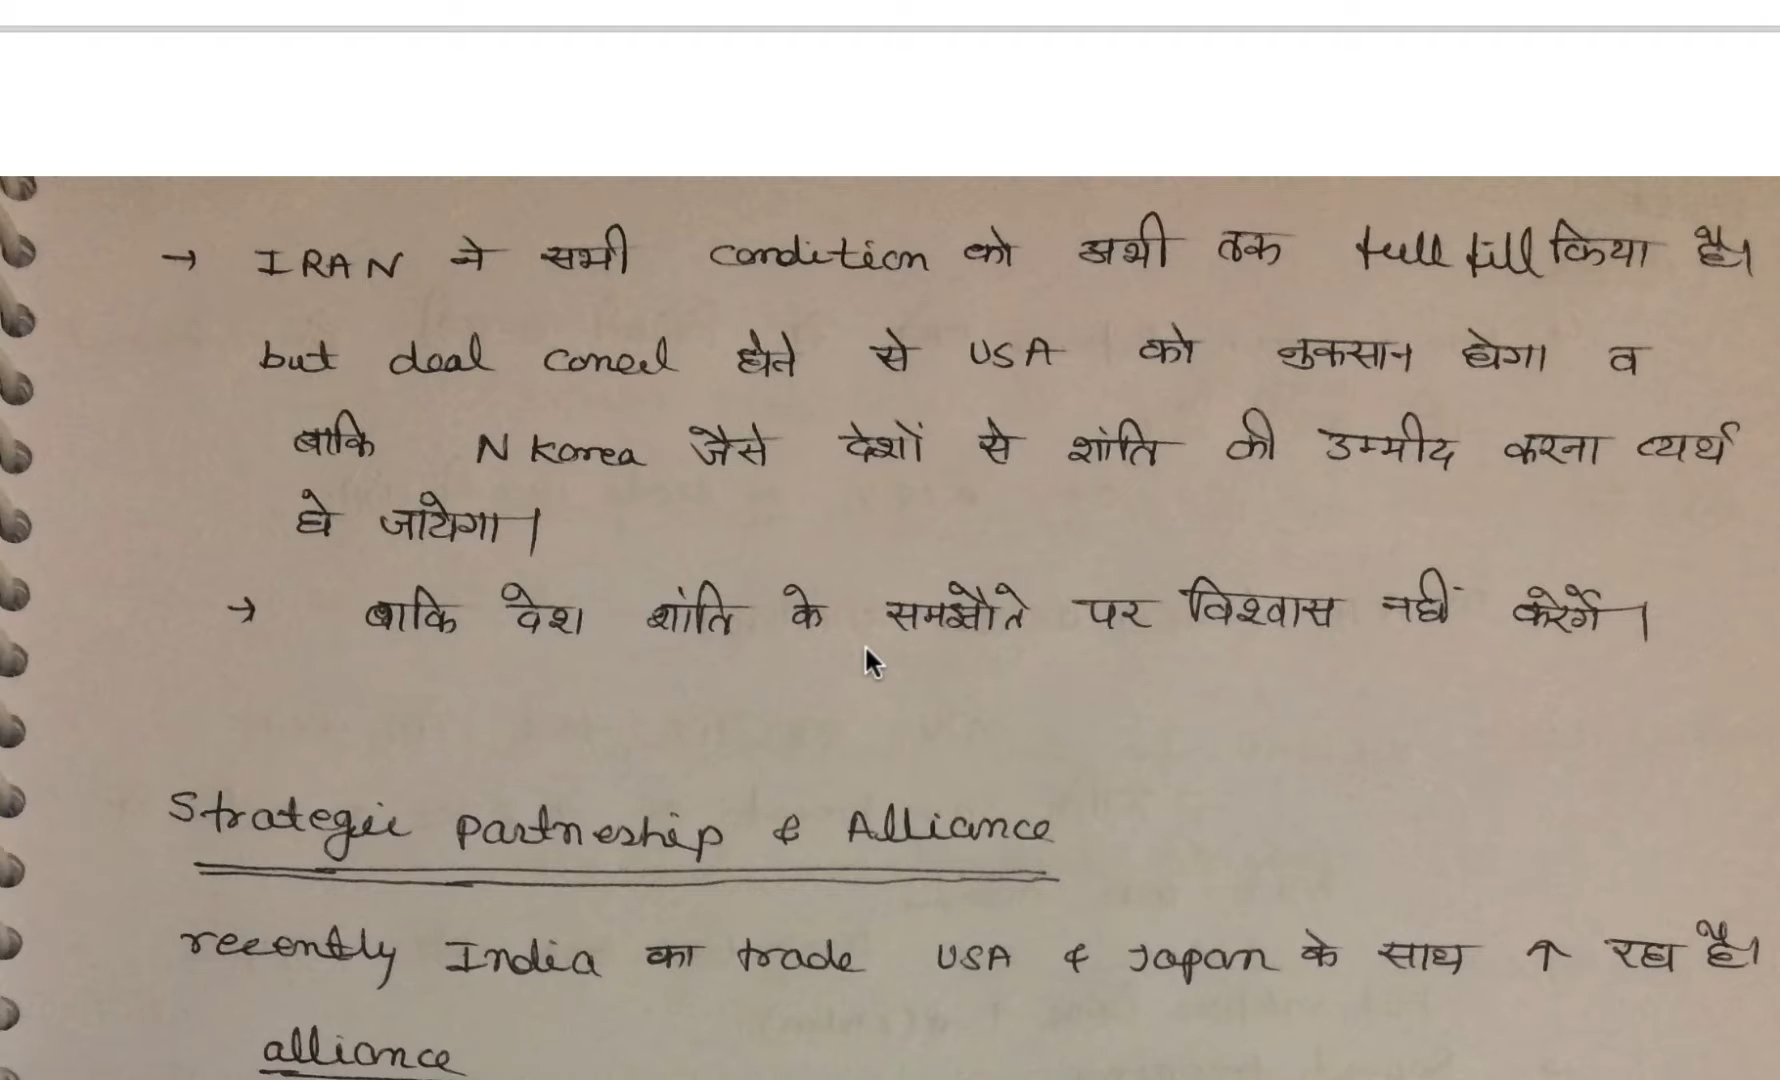 → IRAN ने सभी condition को अभी तक full fill किया है।
but deal cancel होने से USA को नुकसान होगा व
बाकि N Korea जैसे देशों से शांति की उम्मीद करना व्यर्थ
हो जायेगा।
→ बाकि देश शांति के समझौते पर विश्वास नहीं करेगें।
Strategic partneship & Alliance
recently India का trade USA & Japan के साथ ↑ रहा है।
alliance